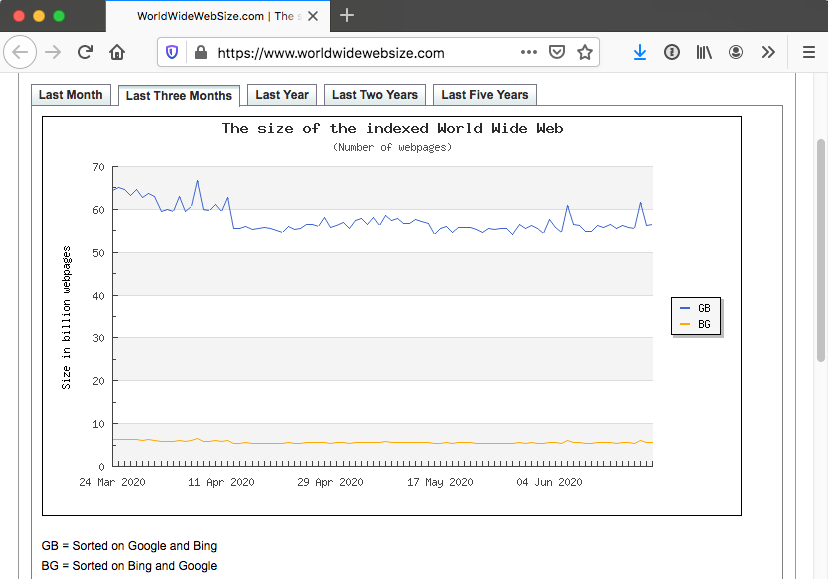 WorldWideWebSize.com | The s
https://www.worldwidewebsize.com
Last Month
Last Three Months
Last Year
Last Two Years
Last Five Years
The size of the indexed World Wide Web
(Number of webpages)
Size in billion webpages
70
60
50
40
30
20
10
0
24 Mar 2020
11 Apr 2020
29 Apr 2020
17 May 2020
04 Jun 2020
GB
BG
GB = Sorted on Google and Bing
BG = Sorted on Bing and Google